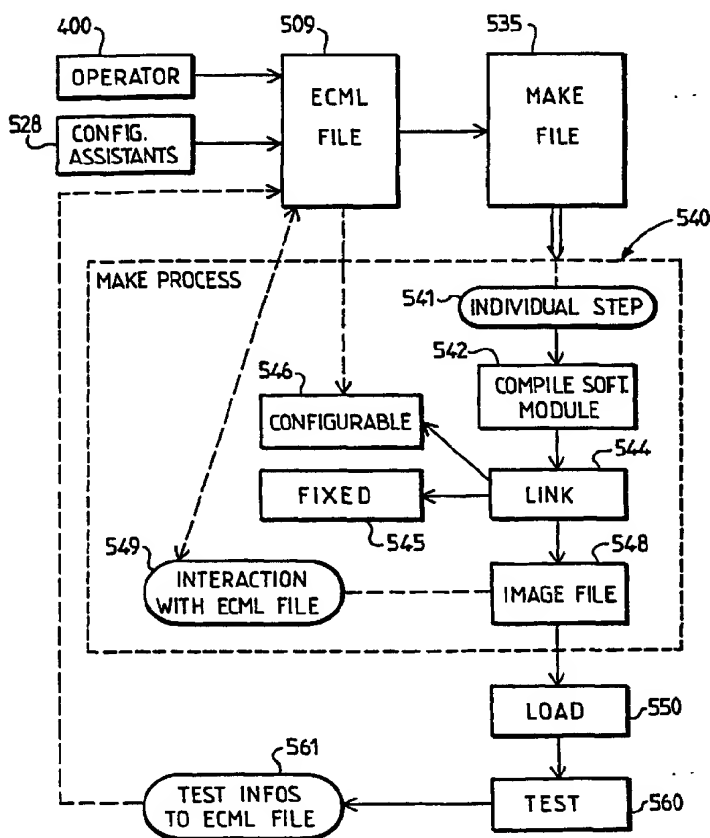 400
509
535
OPERATOR
ECML
FILE
MAKE
FILE
528
CONFIG.
ASSISTANTS
540
MAKE PROCESS
541
INDIVIDUAL STEP
542
546
COMPILE SOFT.
MODULE
CONFIGURABLE
544
FIXED
LINK
545
549
548
INTERACTION
WITH ECML FILE
IMAGE FILE
LOAD
550
561
TEST INFOS
TO ECML FILE
TEST
560